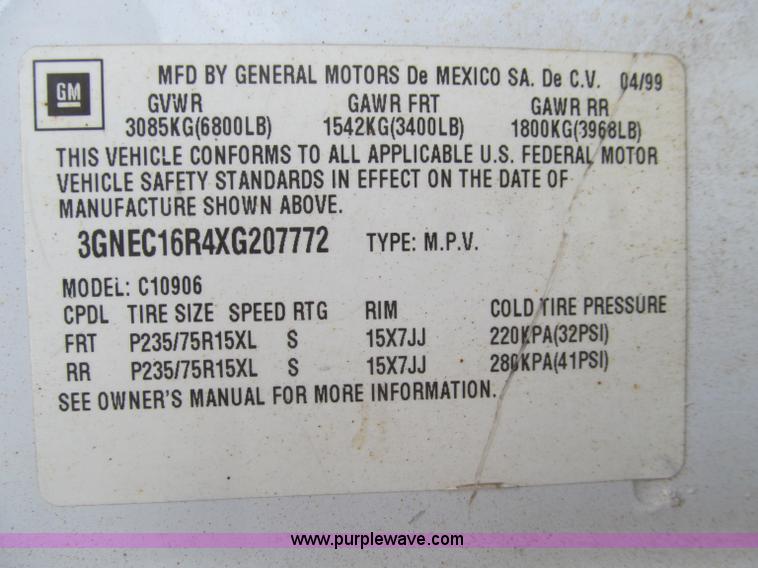 GM
MFD BY GENERAL MOTORS De MEXICO SA. De C.V. 04/99
GVWR GAWR FRT GAWR RR
3085KG(6800LB) 1542KG(3400LB) 1800KG(3968LB)
THIS VEHICLE CONFORMS TO ALL APPLICABLE U.S. FEDERAL MOTOR
VEHICLE SAFETY STANDARDS IN EFFECT ON THE DATE OF
MANUFACTURE SHOWN ABOVE.
3GNEC16R4XG207772 TYPE: M.P.V.
MODEL: C10906
CPDL TIRE SIZE SPEED RTG RIM COLD TIRE PRESSURE
FRT P235/75R15XL S 15X7JJ 220KPA(32PSI)
RR P235/75R15XL S 15X7JJ 280KPA(41PSI)
SEE OWNER'S MANUAL FOR MORE INFORMATION.
www.purplewave.com